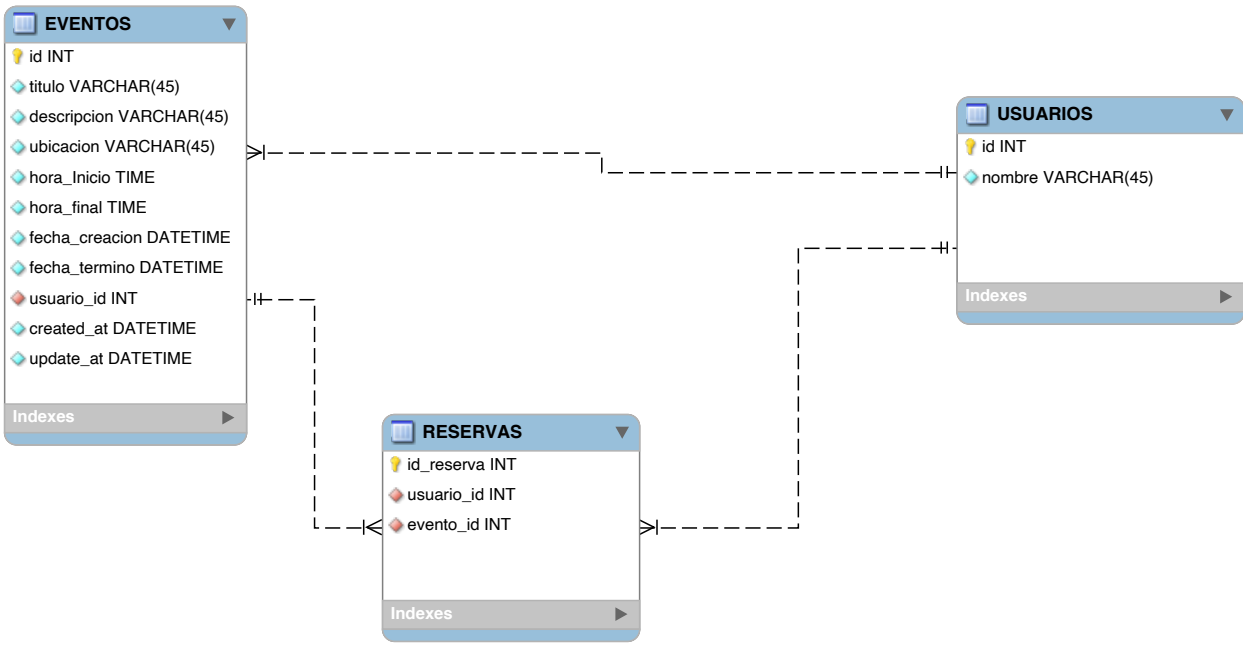 EVENTOS
id INT
titulo VARCHAR(45)
descripcion VARCHAR(45)
ubicacion VARCHAR(45)
hora_Inicio TIME
hora_final TIME
fecha_creacion DATETIME
fecha_termino DATETIME
usuario_id INT
created_at DATETIME
update_at DATETIME
Indexes
USUARIOS
id INT
nombre VARCHAR(45)
Indexes
RESERVAS
id_reserva INT
usuario_id INT
evento_id INT
Indexes